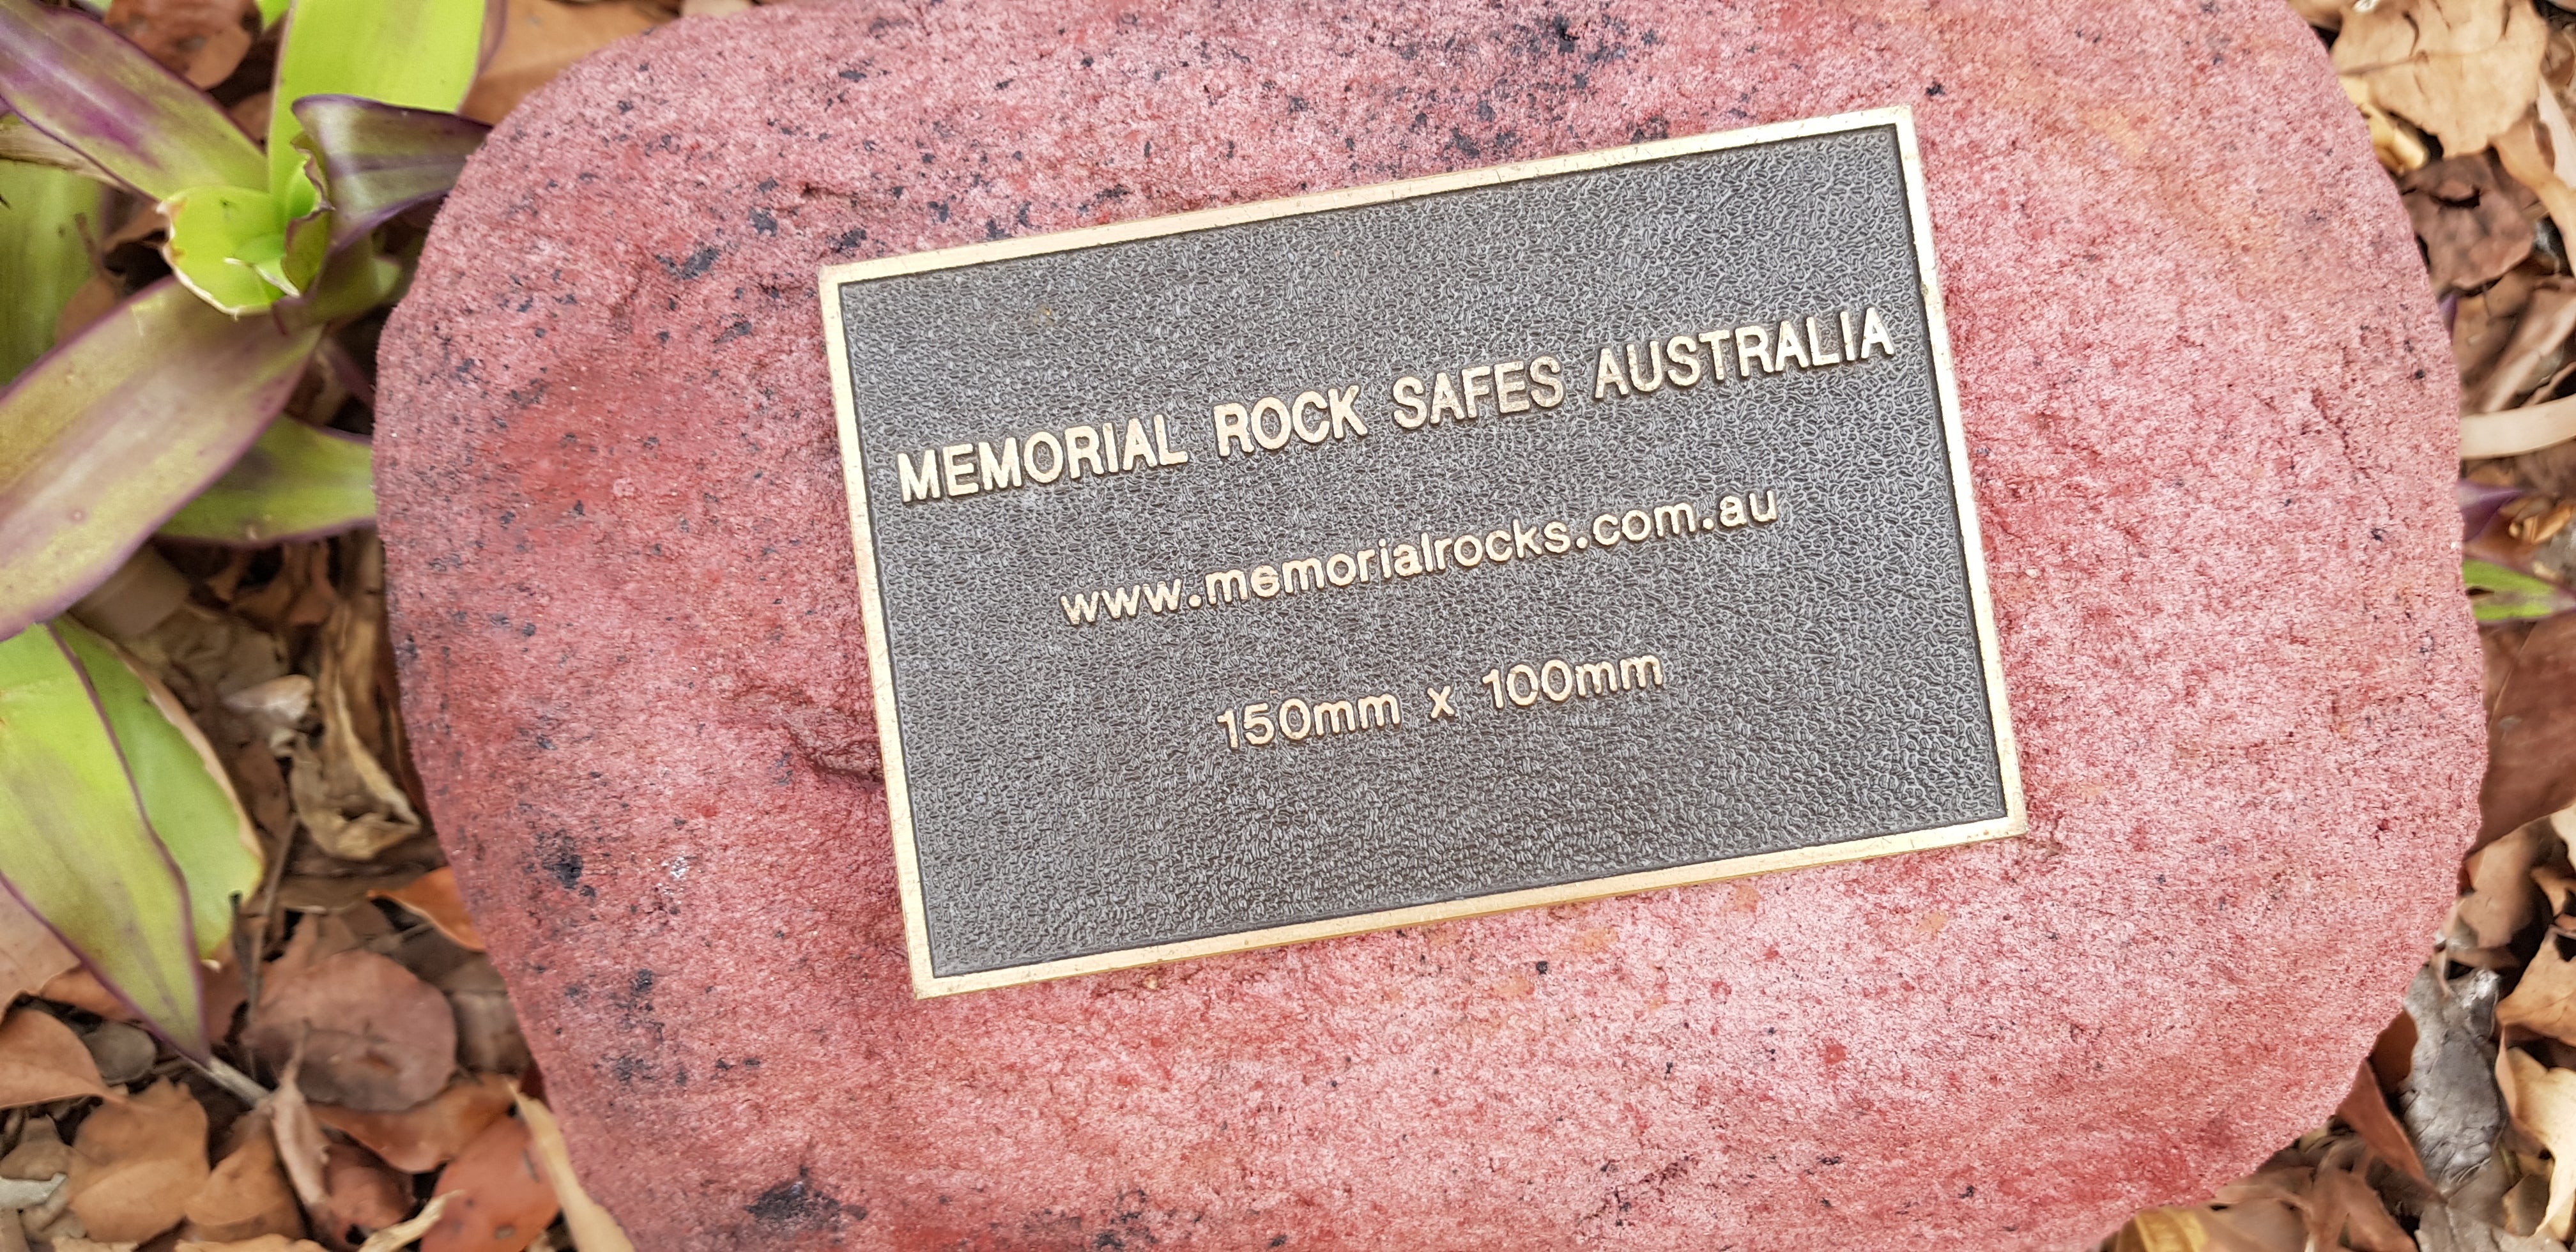 MEMORIAL ROCK SAFES AUSTRALIA
www.memorialrocks.com.au
150mm x 100mm